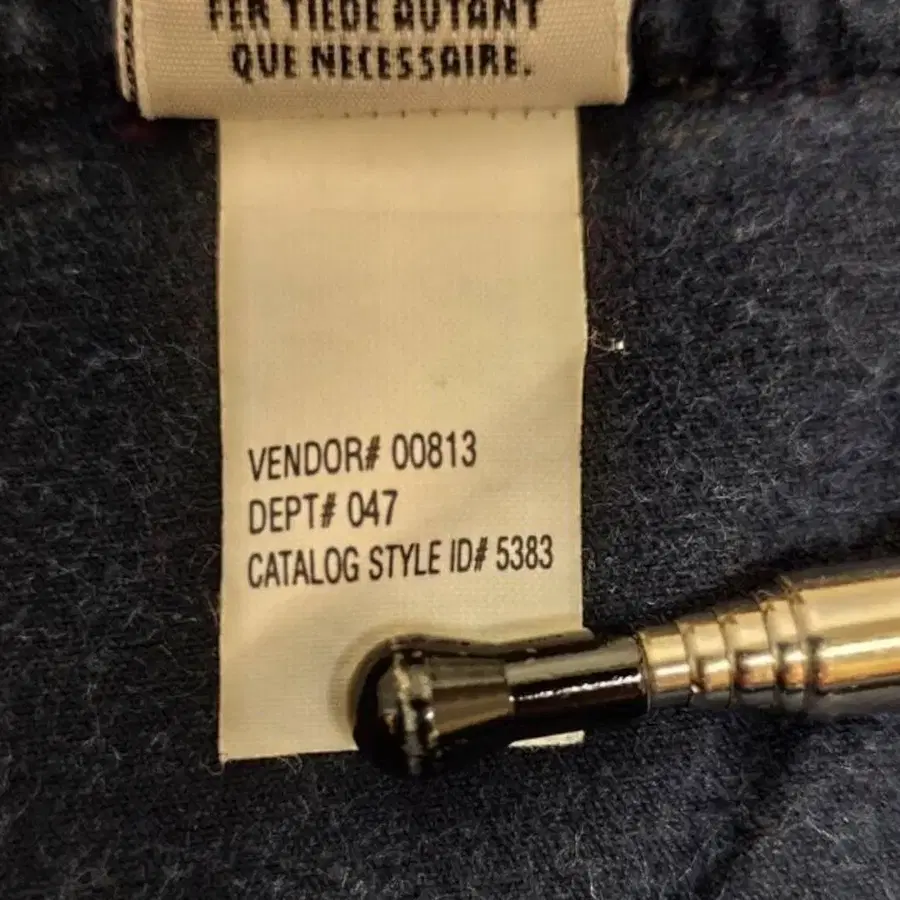 FER TIEDE AUTANT
QUE NECESSAIRE.
VENDOR# 00813
DEPT# 047
CATALOG STYLE ID# 5383